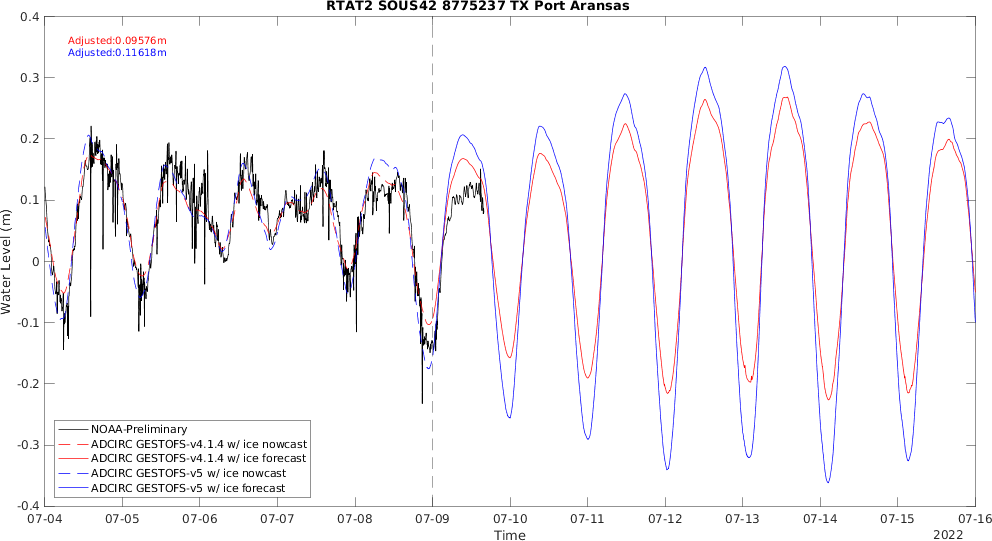 RTAT2 SOUS42 8775237 TX Port Aransas
Adjusted:0.09576m
Adjusted:0.11618m
0.4
0.3
0.2
0.1
0
-0.1
-0.2
-0.3
-0.4
Water Level (m)
NOAA-Preliminary
ADCIRC GESTOFS-v4.1.4 w/ ice nowcast
ADCIRC GESTOFS-v4.1.4 w/ ice forecast
ADCIRC GESTOFS-v5 w/ ice nowcast
ADCIRC GESTOFS-v5 w/ ice forecast
07-04 07-05 07-06 07-07 07-08 07-09 07-10 07-11 07-12 07-13 07-14 07-15 07-16
Time
2022